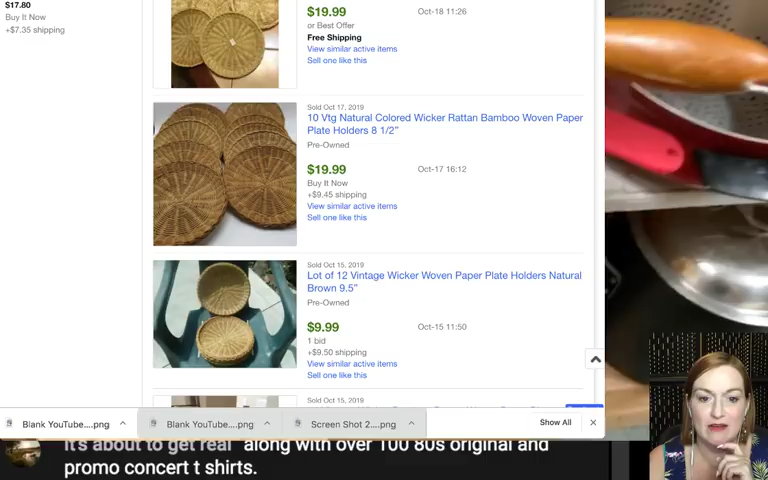 $17.80
Buy It Now
+$7.35 shipping
$19.99
Oct-18 11:26
or Best Offer
Free Shipping
View similar active items
Sell one like this
Sold Oct 17, 2019
10 Vtg Natural Colored Wicker Rattan Bamboo Woven Paper
Plate Holders 8 1/2”
Pre-Owned
$19.99
Oct-17 16:12
Buy It Now
+$9.45 shipping
View similar active items
Sell one like this
Sold Oct 15, 2019
Lot of 12 Vintage Wicker Woven Paper Plate Holders Natural
Brown 9.5”
Pre-Owned
$9.99
Oct-15 11:50
1 bid
+$9.50 shipping
View similar active items
Sell one like this
Sold Oct 15, 2019
Blank YouTube....png
Blank YouTube....png
Screen Shot 2....png
Show All
It's about to get real along with over 100 80s original and
promo concert t shirts.